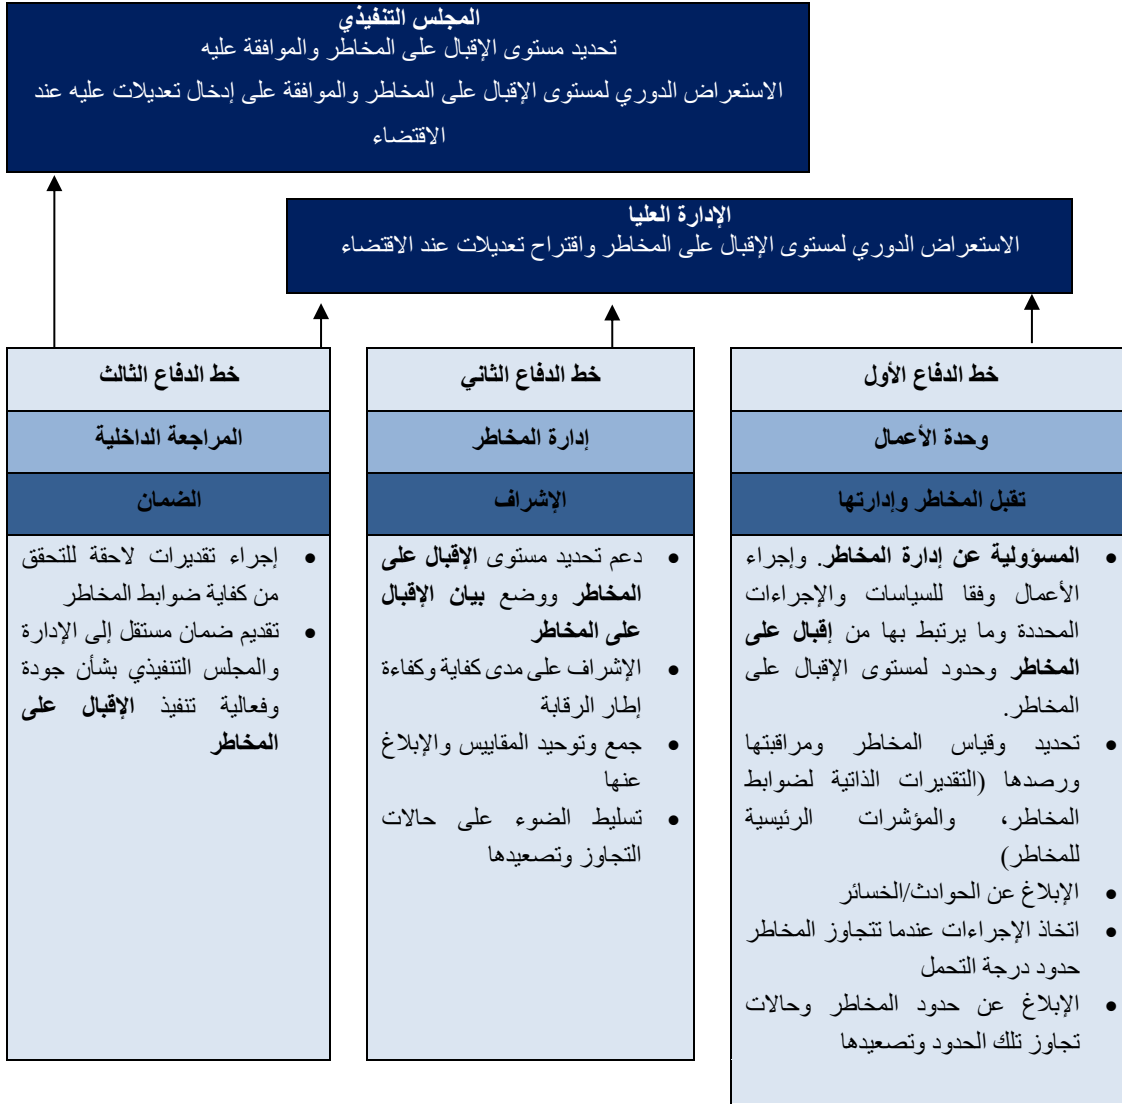 المجلس التنفيذي
تحديد مستوى الإقبال على المخاطر والموافقة عليه
الاستعراض الدوري لمستوى الإقبال على المخاطر والموافقة على إدخال تعديلات عليه عند
الاقتضاء
الإدارة العليا
الاستعراض الدوري لمستوى الإقبال على المخاطر واقتراح تعديلات عند الاقتضاء
خط الدفاع الأول
وحدة الأعمال
تقبل المخاطر وإدارتها
• المسؤولية عن إدارة المخاطر. وإجراء
الأعمال وفقا للسياسات والإجراءات
المحددة وما يرتبط بها من إقبال على
المخاطر وحدود لمستوى الإقبال على
المخاطر.
• تحديد وقياس المخاطر ومراقبتها
ورصدها (التقديرات الذاتية لضوابط
المخاطر، والمؤشرات الرئيسية
للمخاطر)
• الإبلاغ عن الحوادث/الخسائر
• اتخاذ الإجراءات عندما تتجاوز المخاطر
حدود درجة التحمل
• الإبلاغ عن حدود المخاطر وحالات
تجاوز تلك الحدود وتصعيدها
خط الدفاع الثاني
إدارة المخاطر
الإشراف
• دعم تحديد مستوى الإقبال على
المخاطر ووضع بيان الإقبال
على المخاطر
• الإشراف على مدى كفاية وكفاءة
إطار الرقابة
• جمع وتوحيد المقاييس والإبلاغ
عنها
• تسليط الضوء على حالات
التجاوز وتصعيدها
خط الدفاع الثالث
المراجعة الداخلية
الضمان
• إجراء تقديرات لاحقة للتحقق
من كفاية ضوابط المخاطر
• تقديم ضمان مستقل إلى الإدارة
والمجلس التنفيذي بشأن جودة
وفعالية تنفيذ الإقبال على
المخاطر